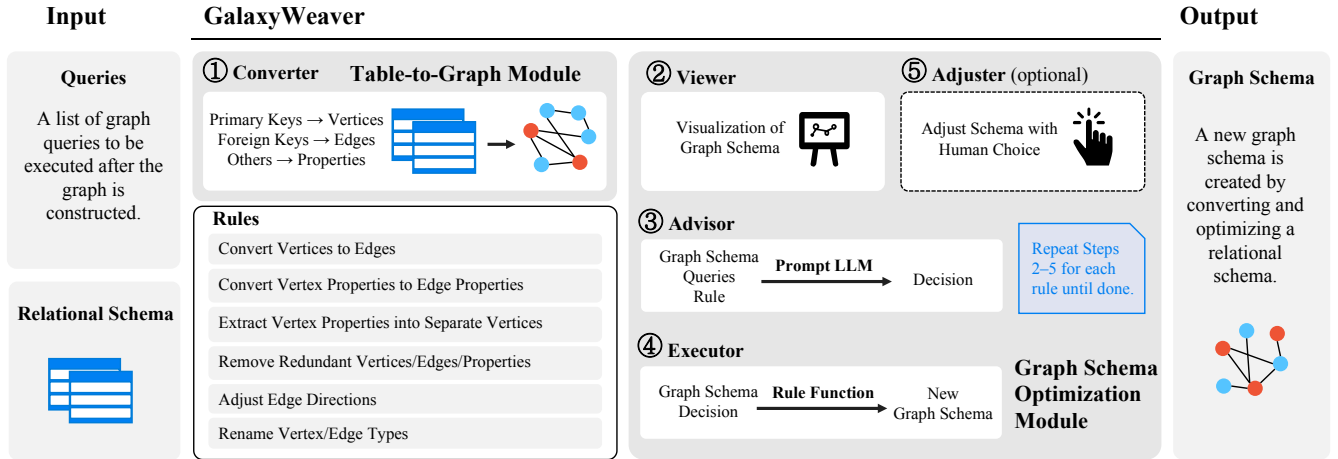 Input
GalaxyWeaver
Output
Queries
A list of graph
queries to be
executed after the
graph is
constructed.
Relational Schema
① Converter
Table-to-Graph Module
Primary Keys → Vertices
Foreign Keys → Edges
Others → Properties
Rules
Convert Vertices to Edges
Convert Vertex Properties to Edge Properties
Extract Vertex Properties into Separate Vertices
Remove Redundant Vertices/Edges/Properties
Adjust Edge Directions
Rename Vertex/Edge Types
② Viewer
Visualization of
Graph Schema
⑤ Adjuster (optional)
Adjust Schema with
Human Choice
③ Advisor
Graph Schema
Queries
Rule
Prompt LLM
Decision
Repeat Steps
2–5 for each
rule until done.
④ Executor
Graph Schema
Decision
Rule Function
New
Graph Schema
Graph Schema
Optimization
Module
Graph Schema
A new graph
schema is
created by
converting and
optimizing a
relational
schema.